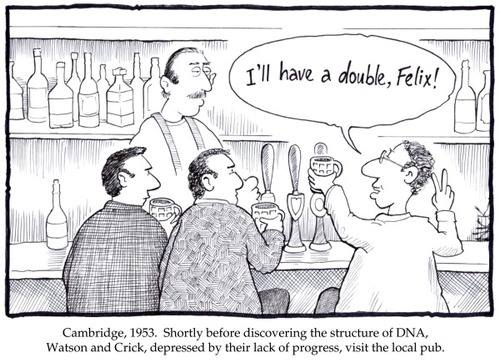 I'll have a double, Felix!
Cambridge, 1953.  Shortly before discovering the structure of DNA,
Watson and Crick, depressed by their lack of progress, visit the local pub.